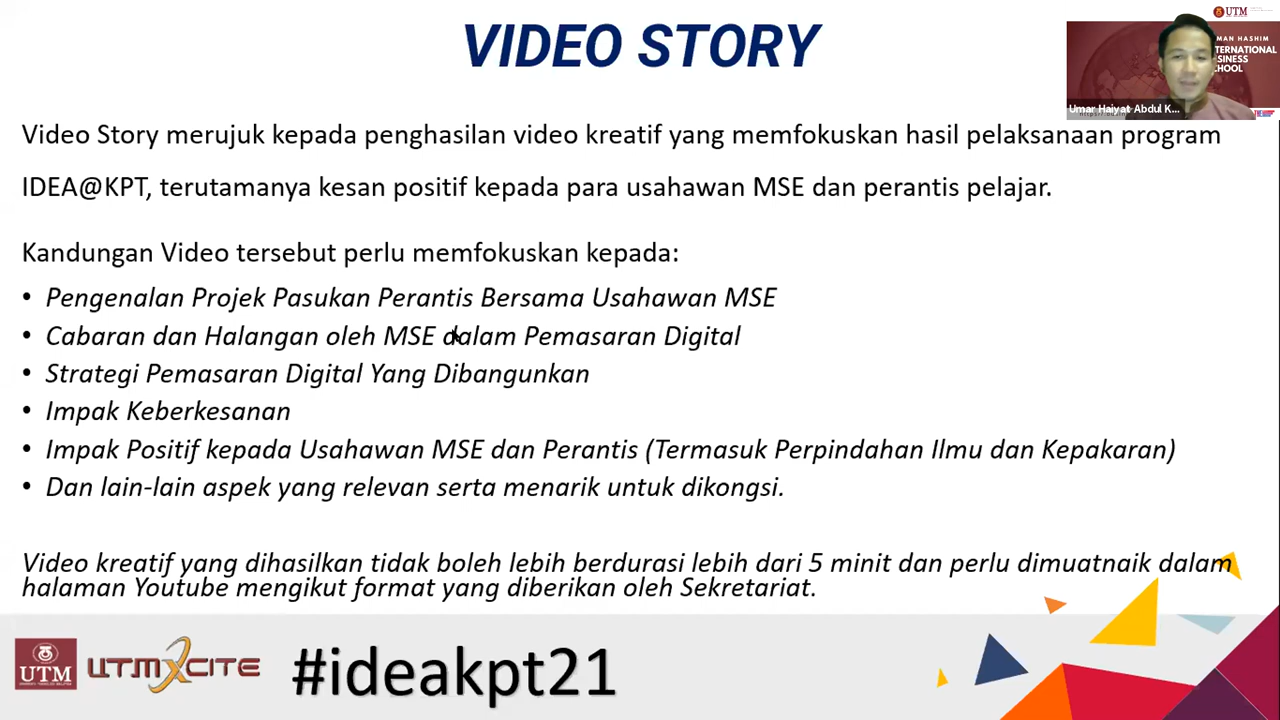 VIDEO STORY
UTM
MAN HASHIM
TERNATIONAL
SINESS
HOOL
Umar Haiyat Abdul K...
Video Story merujuk kepada penghasilan video kreatif yang memfokuskan hasil pelaksanaan program
IDEA@KPT, terutamanya kesan positif kepada para usahawan MSE dan perantis pelajar.
Kandungan Video tersebut perlu memfokuskan kepada:
• Pengenalan Projek Pasukan Perantis Bersama Usahawan MSE
• Cabaran dan Halangan oleh MSE dalam Pemasaran Digital
• Strategi Pemasaran Digital Yang Dibangunkan
• Impak Keberkesanan
• Impak Positif kepada Usahawan MSE dan Perantis (Termasuk Perpindahan Ilmu dan Kepakaran)
• Dan lain-lain aspek yang relevan serta menarik untuk dikongsi.
Video kreatif yang dihasilkan tidak boleh lebih berdurasi lebih dari 5 minit dan perlu dimuatnaik dalam
halaman Youtube mengikut format yang diberikan oleh Sekretariat.
UTM
UTMXCITE
#ideakpt21